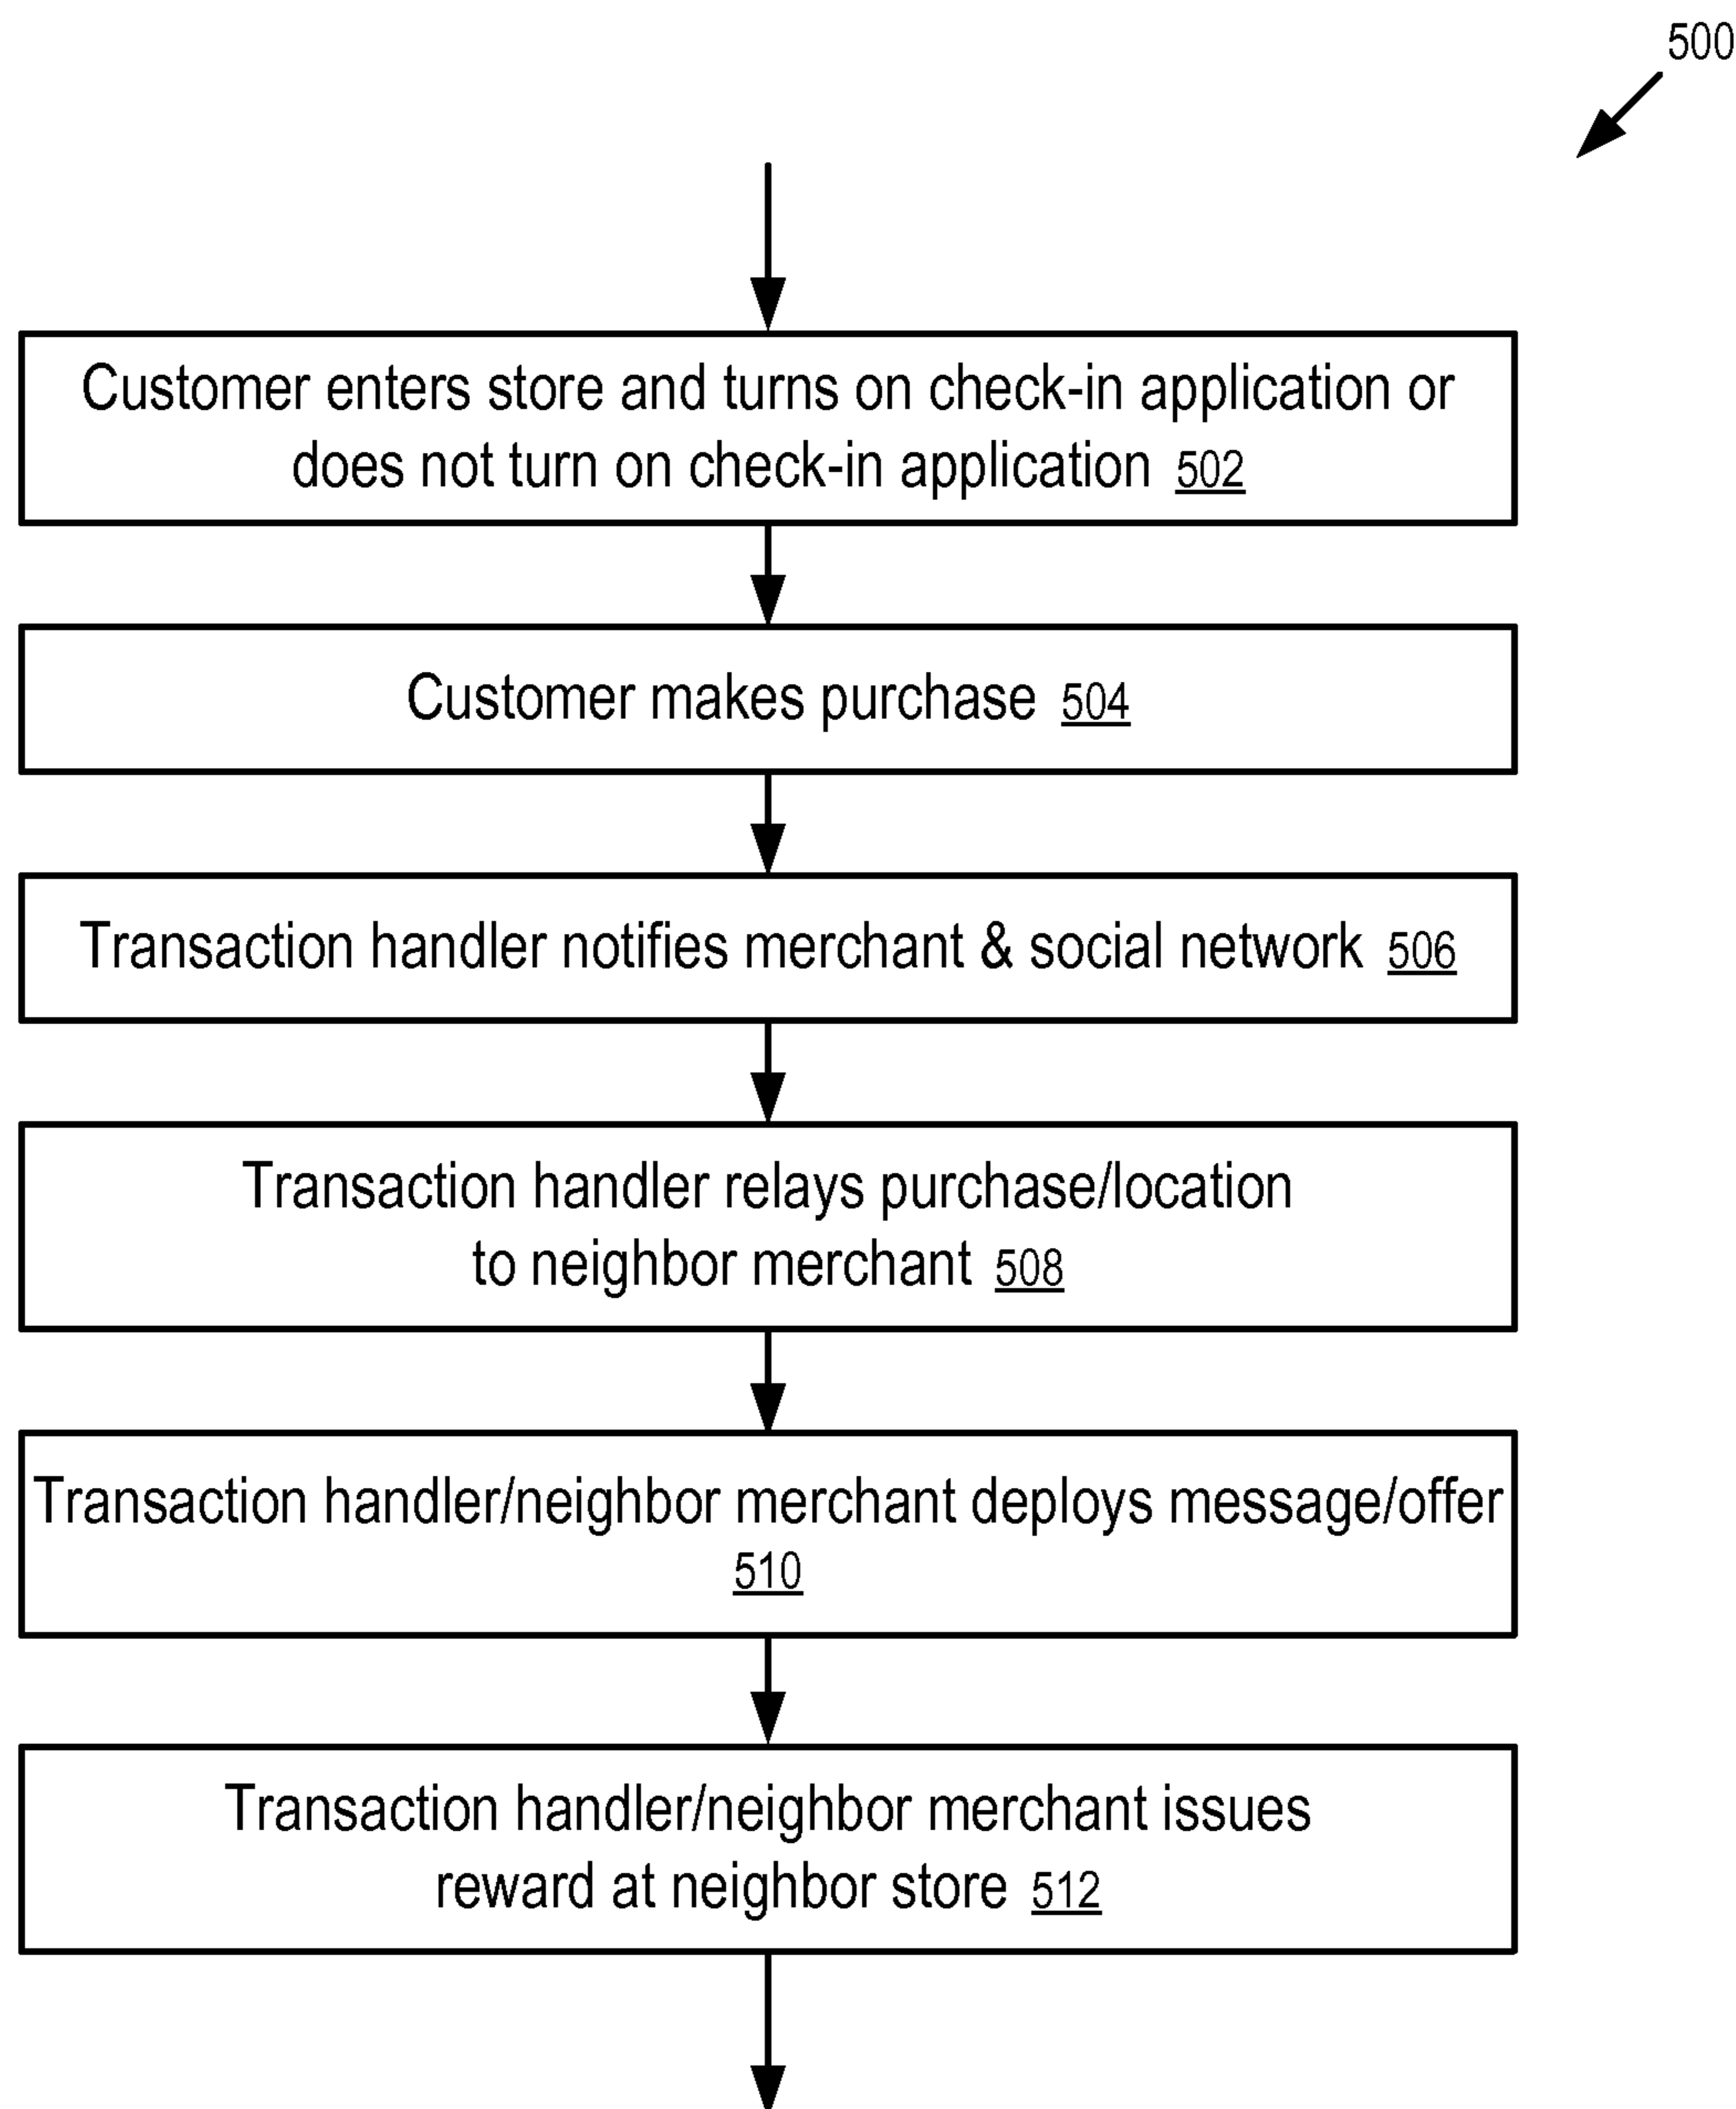 500
Customer enters store and turns on check-in application or
does not turn on check-in application 502
Customer makes purchase 504
Transaction handler notifies merchant & social network 506
Transaction handler relays purchase/location
to neighbor merchant 508
Transaction handler/neighbor merchant deploys message/offer
510
Transaction handler/neighbor merchant issues
reward at neighbor store 512